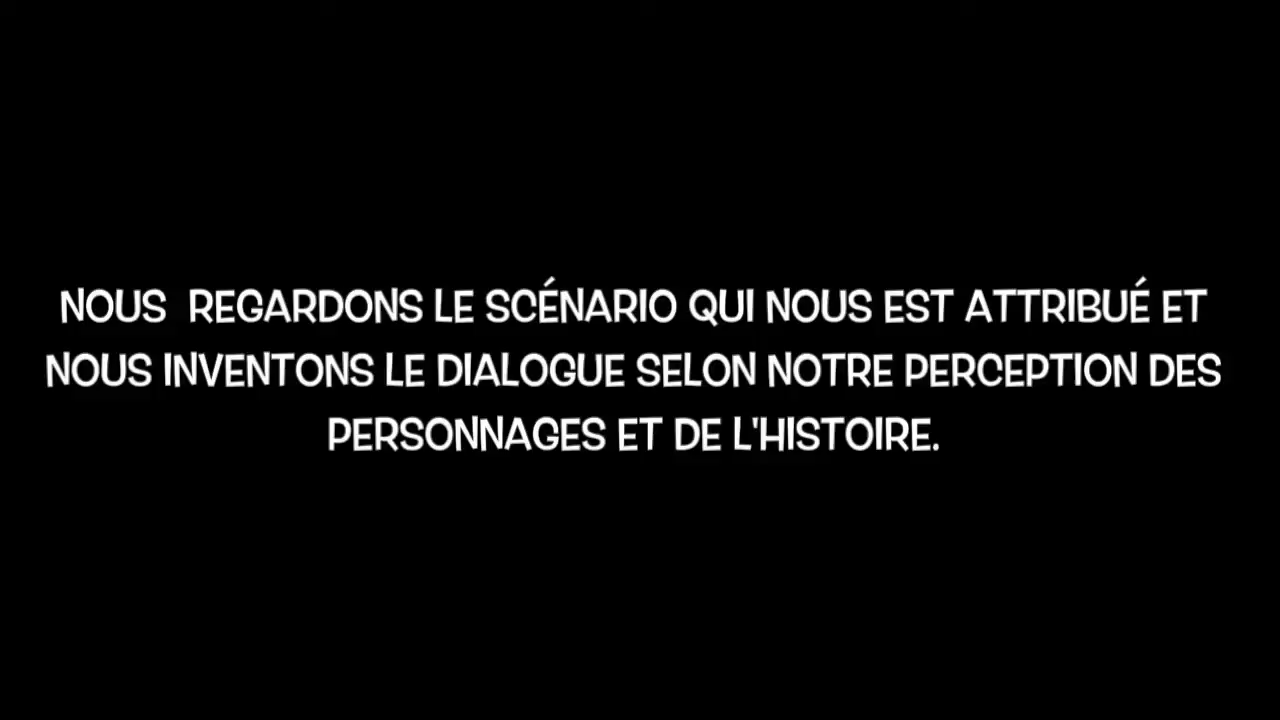 NOUS  REGARDONS LE SCÉNARIO QUI NOUS EST ATTRIBUÉ ET
NOUS INVENTONS LE DIALOGUE SELON NOTRE PERCEPTION DES
PERSONNAGES ET DE L'HISTOIRE.